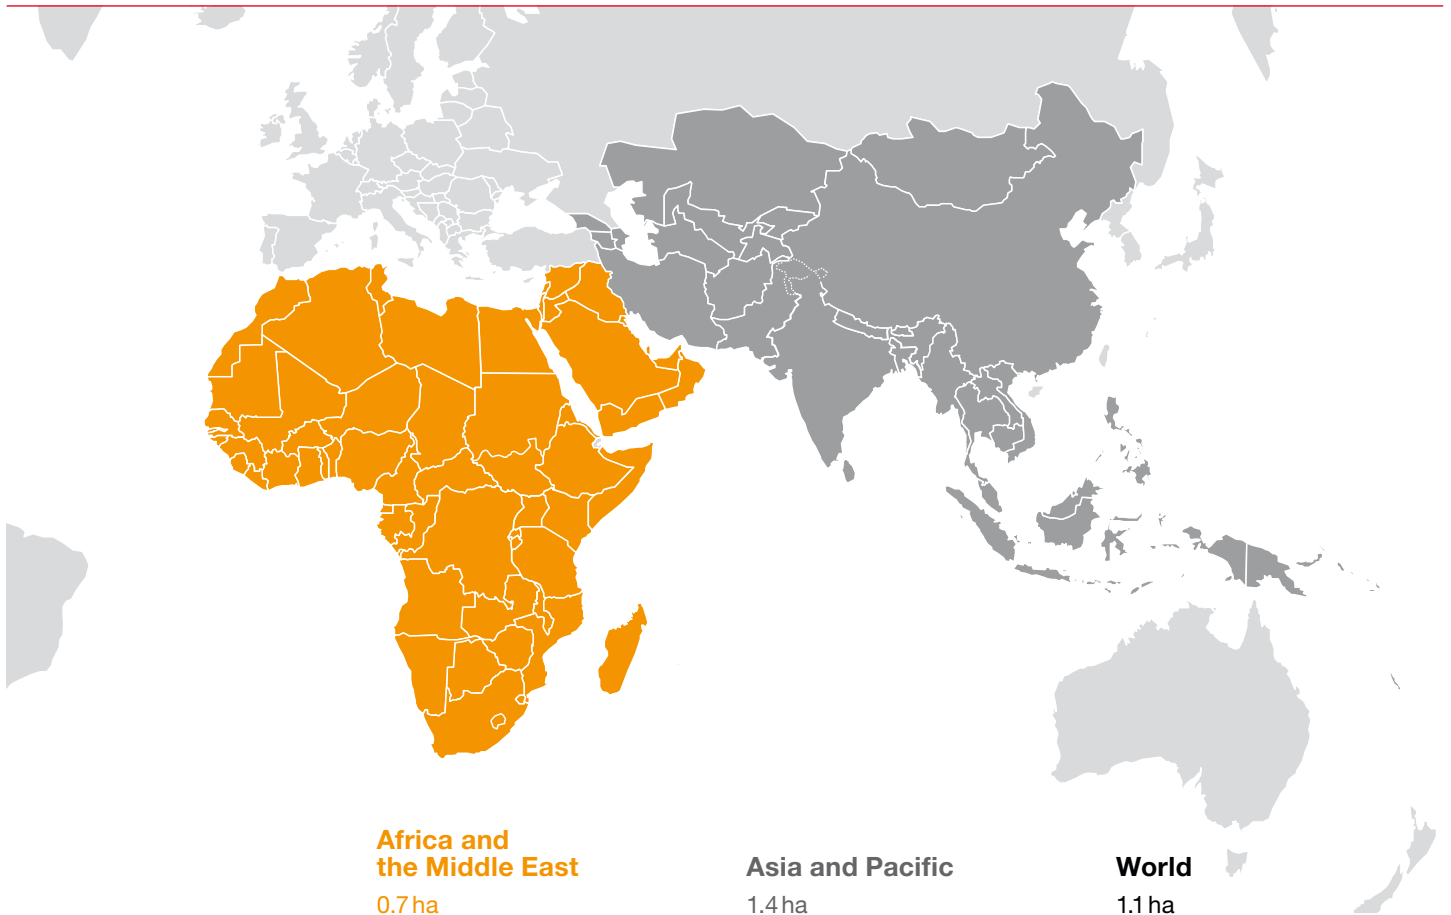 Africa and
the Middle East
0.7 ha
Asia and Pacific
1.4 ha
World
1.1 ha